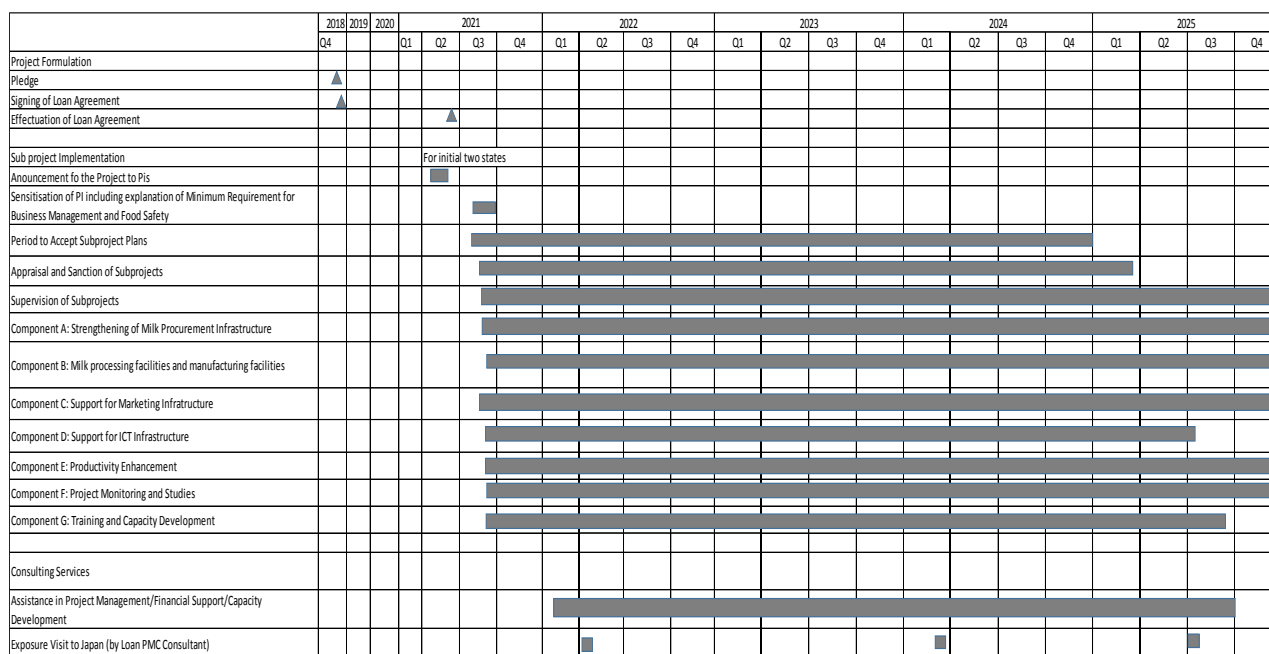 2018 2019 2020 2021 2022 2023 2024 2025
Q4 Q1 Q2 Q3 Q4 Q1 Q2 Q3 Q4 Q1 Q2 Q3 Q4 Q1 Q2 Q3 Q4 Q1 Q2 Q3 Q4
Project Formulation
Pledge
Signing of Loan Agreement
Effectuation of Loan Agreement
Sub project Implementation For initial two states
Anouncement fo the Project to Pis
Sensitisation of PI including explanation of Minimum Requirement for
Business Management and Food Safety
Period to Accept Subproject Plans
Appraisal and Sanction of Subprojects
Supervision of Subprojects
Component A: Strengthening of Milk Procurement Infrastructure
Component B: Milk processing facilities and manufacturing facilities
Component C: Support for Marketing Infratructure
Component D: Support for ICT Infrastructure
Component E: Productivity Enhancement
Component F: Project Monitoring and Studies
Component G: Training and Capacity Development
Consulting Services
Assistance in Project Management/Financial Support/Capacity
Development
Exposure Visit to Japan (by Loan PMC Consultant)